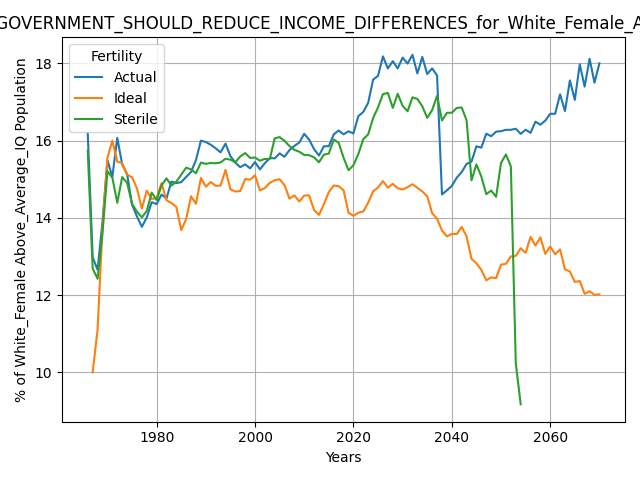 GOVERNMENT_SHOULD_REDUCE_INCOME_DIFFERENCES_for_White_Female_A
Fertility
Actual
Ideal
Sterile
% of White_Female Above_Average_IQ Population
18
16
14
12
10
1980
2000
2020
2040
2060
Years